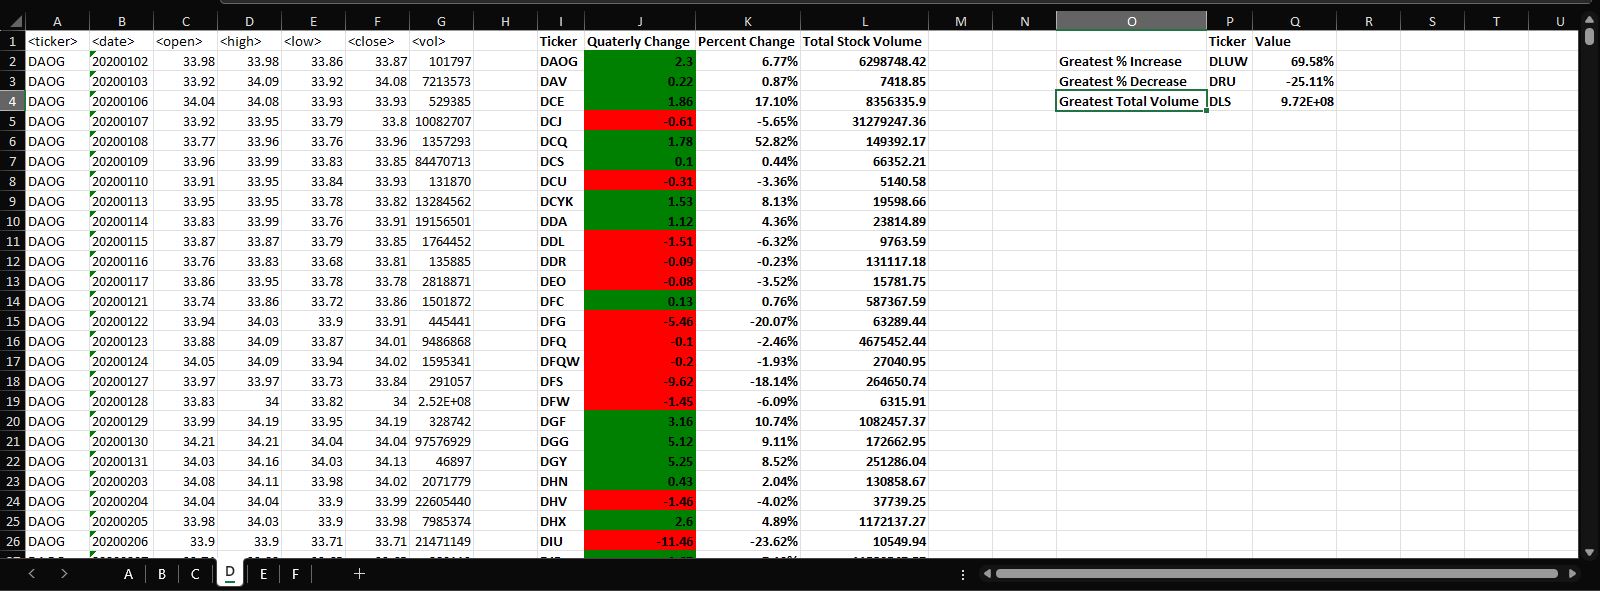 A B C D E F G H I J K L M N O P Q R S T U
1 <ticker> <date> <open> <high> <low> <close> <vol> Ticker Quaterly Change Percent Change Total Stock Volume Ticker Value
2 DAOG 20200102 33.98 33.98 33.86 33.87 101797 DAOG 2.3 6.77% 6298748.42 Greatest % Increase DLUW 69.58%
3 DAOG 20200103 33.92 34.09 33.92 34.08 7213573 DAV 0.22 0.87% 7418.85 Greatest % Decrease DRU -25.11%
4 DAOG 20200106 34.04 34.08 33.93 33.93 529385 DCE 1.86 17.10% 8356335.9 Greatest Total Volume DLS 9.72E+08
5 DAOG 20200107 33.92 33.95 33.79 33.8 10082707 DCJ -0.61 -5.65% 31279247.36
6 DAOG 20200108 33.77 33.96 33.76 33.96 1357293 DCQ 1.78 52.82% 149392.17
7 DAOG 20200109 33.96 33.99 33.83 33.85 84470713 DCS 0.1 0.44% 66352.21
8 DAOG 20200110 33.91 33.95 33.84 33.93 131870 DCU -0.31 -3.36% 5140.58
9 DAOG 20200113 33.95 33.95 33.78 33.82 13284562 DCYK 1.53 8.13% 19598.66
10 DAOG 20200114 33.83 33.99 33.76 33.91 19156501 DDA 1.12 4.36% 23814.89
11 DAOG 20200115 33.87 33.87 33.79 33.85 1764452 DDL -1.51 -6.32% 9763.59
12 DAOG 20200116 33.76 33.83 33.68 33.81 135885 DDR -0.09 -0.23% 131117.18
13 DAOG 20200117 33.86 33.95 33.78 33.78 2818871 DEO -0.08 -3.52% 15781.75
14 DAOG 20200121 33.74 33.86 33.72 33.86 1501872 DFC 0.13 0.76% 587367.59
15 DAOG 20200122 33.94 34.03 33.9 33.91 445441 DFG -5.46 -20.07% 63289.44
16 DAOG 20200123 33.88 34.09 33.87 34.01 9486868 DFQ -0.1 -2.46% 4675452.44
17 DAOG 20200124 34.05 34.09 33.94 34.02 1595341 DFQW -0.2 -1.93% 27040.95
18 DAOG 20200127 33.97 33.97 33.73 33.84 291057 DFS -9.62 -18.14% 264650.74
19 DAOG 20200128 33.83 34 33.82 34 2.52E+08 DFW -1.45 -6.09% 6315.91
20 DAOG 20200129 33.99 34.19 33.95 34.19 328742 DGF 3.16 10.74% 1082457.37
21 DAOG 20200130 34.21 34.21 34.04 34.04 97576929 DGG 5.12 9.11% 172662.95
22 DAOG 20200131 34.03 34.16 34.03 34.13 46897 DGY 5.25 8.52% 251286.04
23 DAOG 20200203 34.08 34.11 33.98 34.02 2071779 DHN 0.43 2.04% 130858.67
24 DAOG 20200204 34.04 34.04 33.9 33.99 22605440 DHV -1.46 -4.02% 37739.25
25 DAOG 20200205 33.98 34.03 33.9 33.98 7985374 DHX 2.6 4.89% 1172137.27
26 DAOG 20200206 33.9 33.9 33.71 33.71 21471149 DIU -11.46 -23.62% 10549.94
A B C D E F